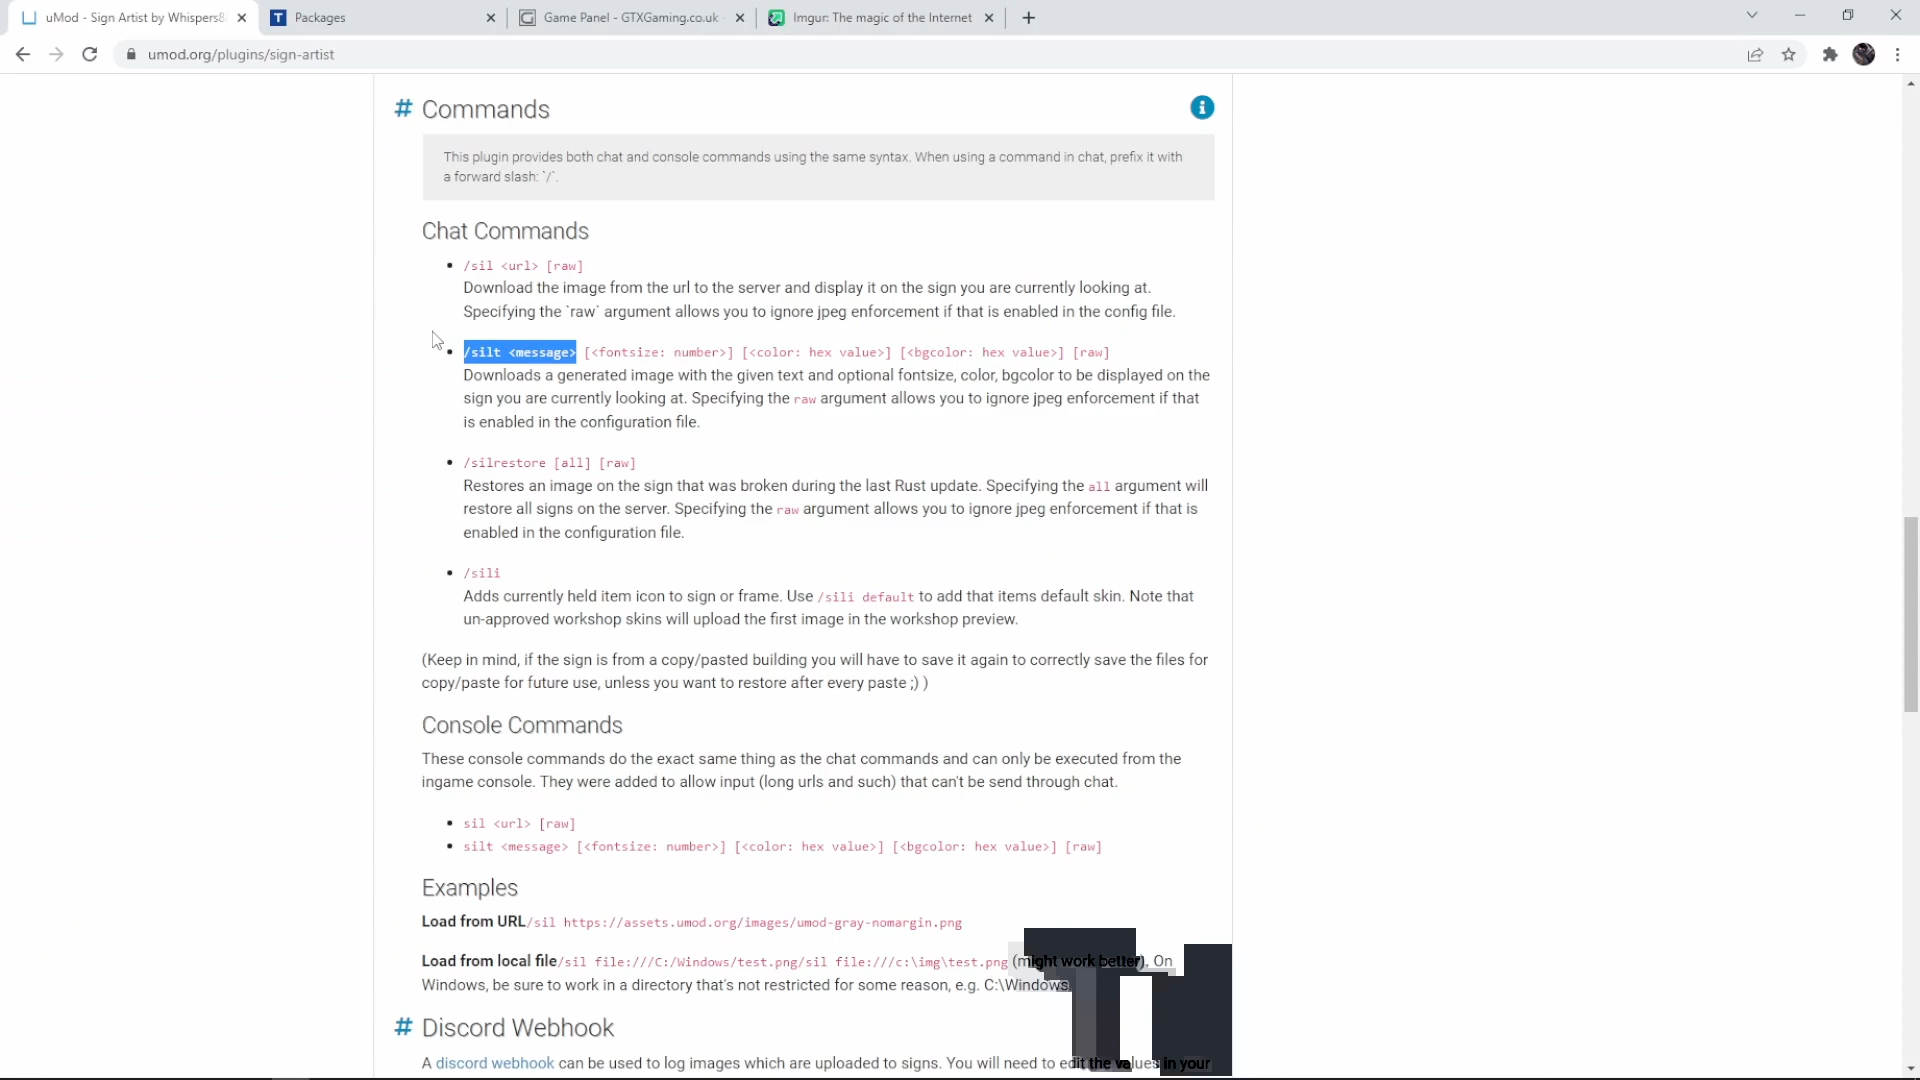 uMod - Sign Artist by Whispers8
Packages
Game Panel - GTXGaming.co.uk
Imgur: The magic of the Internet
umod.org/plugins/sign-artist
# Commands
This plugin provides both chat and console commands using the same syntax. When using a command in chat, prefix it with
a forward slash: `/`.
Chat Commands
/sil <url> [raw]
Download the image from the url to the server and display it on the sign you are currently looking at.
Specifying the `raw` argument allows you to ignore jpeg enforcement if that is enabled in the config file.
/silt <message> [<fontsize: number>] [<color: hex value>] [<bgcolor: hex value>] [raw]
Downloads a generated image with the given text and optional fontsize, color, bgcolor to be displayed on the
sign you are currently looking at. Specifying the raw argument allows you to ignore jpeg enforcement if that
is enabled in the configuration file.
/silrestore [all] [raw]
Restores an image on the sign that was broken during the last Rust update. Specifying the all argument will
restore all signs on the server. Specifying the raw argument allows you to ignore jpeg enforcement if that is
enabled in the configuration file.
/sili
Adds currently held item icon to sign or frame. Use /sili default to add that items default skin. Note that
un-approved workshop skins will upload the first image in the workshop preview.
(Keep in mind, if the sign is from a copy/pasted building you will have to save it again to correctly save the files for
copy/paste for future use, unless you want to restore after every paste ;) )
Console Commands
These console commands do the exact same thing as the chat commands and can only be executed from the
ingame console. They were added to allow input (long urls and such) that can't be send through chat.
sil <url> [raw]
silt <message> [<fontsize: number>] [<color: hex value>] [<bgcolor: hex value>] [raw]
Examples
Load from URL/sil https://assets.umod.org/images/umod-gray-nomargin.png
Load from local file/sil file:///C:/Windows/test.png/sil file:///c:\img\test.png (might work better). On
Windows, be sure to work in a directory that's not restricted for some reason, e.g. C:\Windows.
# Discord Webhook
A discord webhook can be used to log images which are uploaded to signs. You will need to edit the values in your